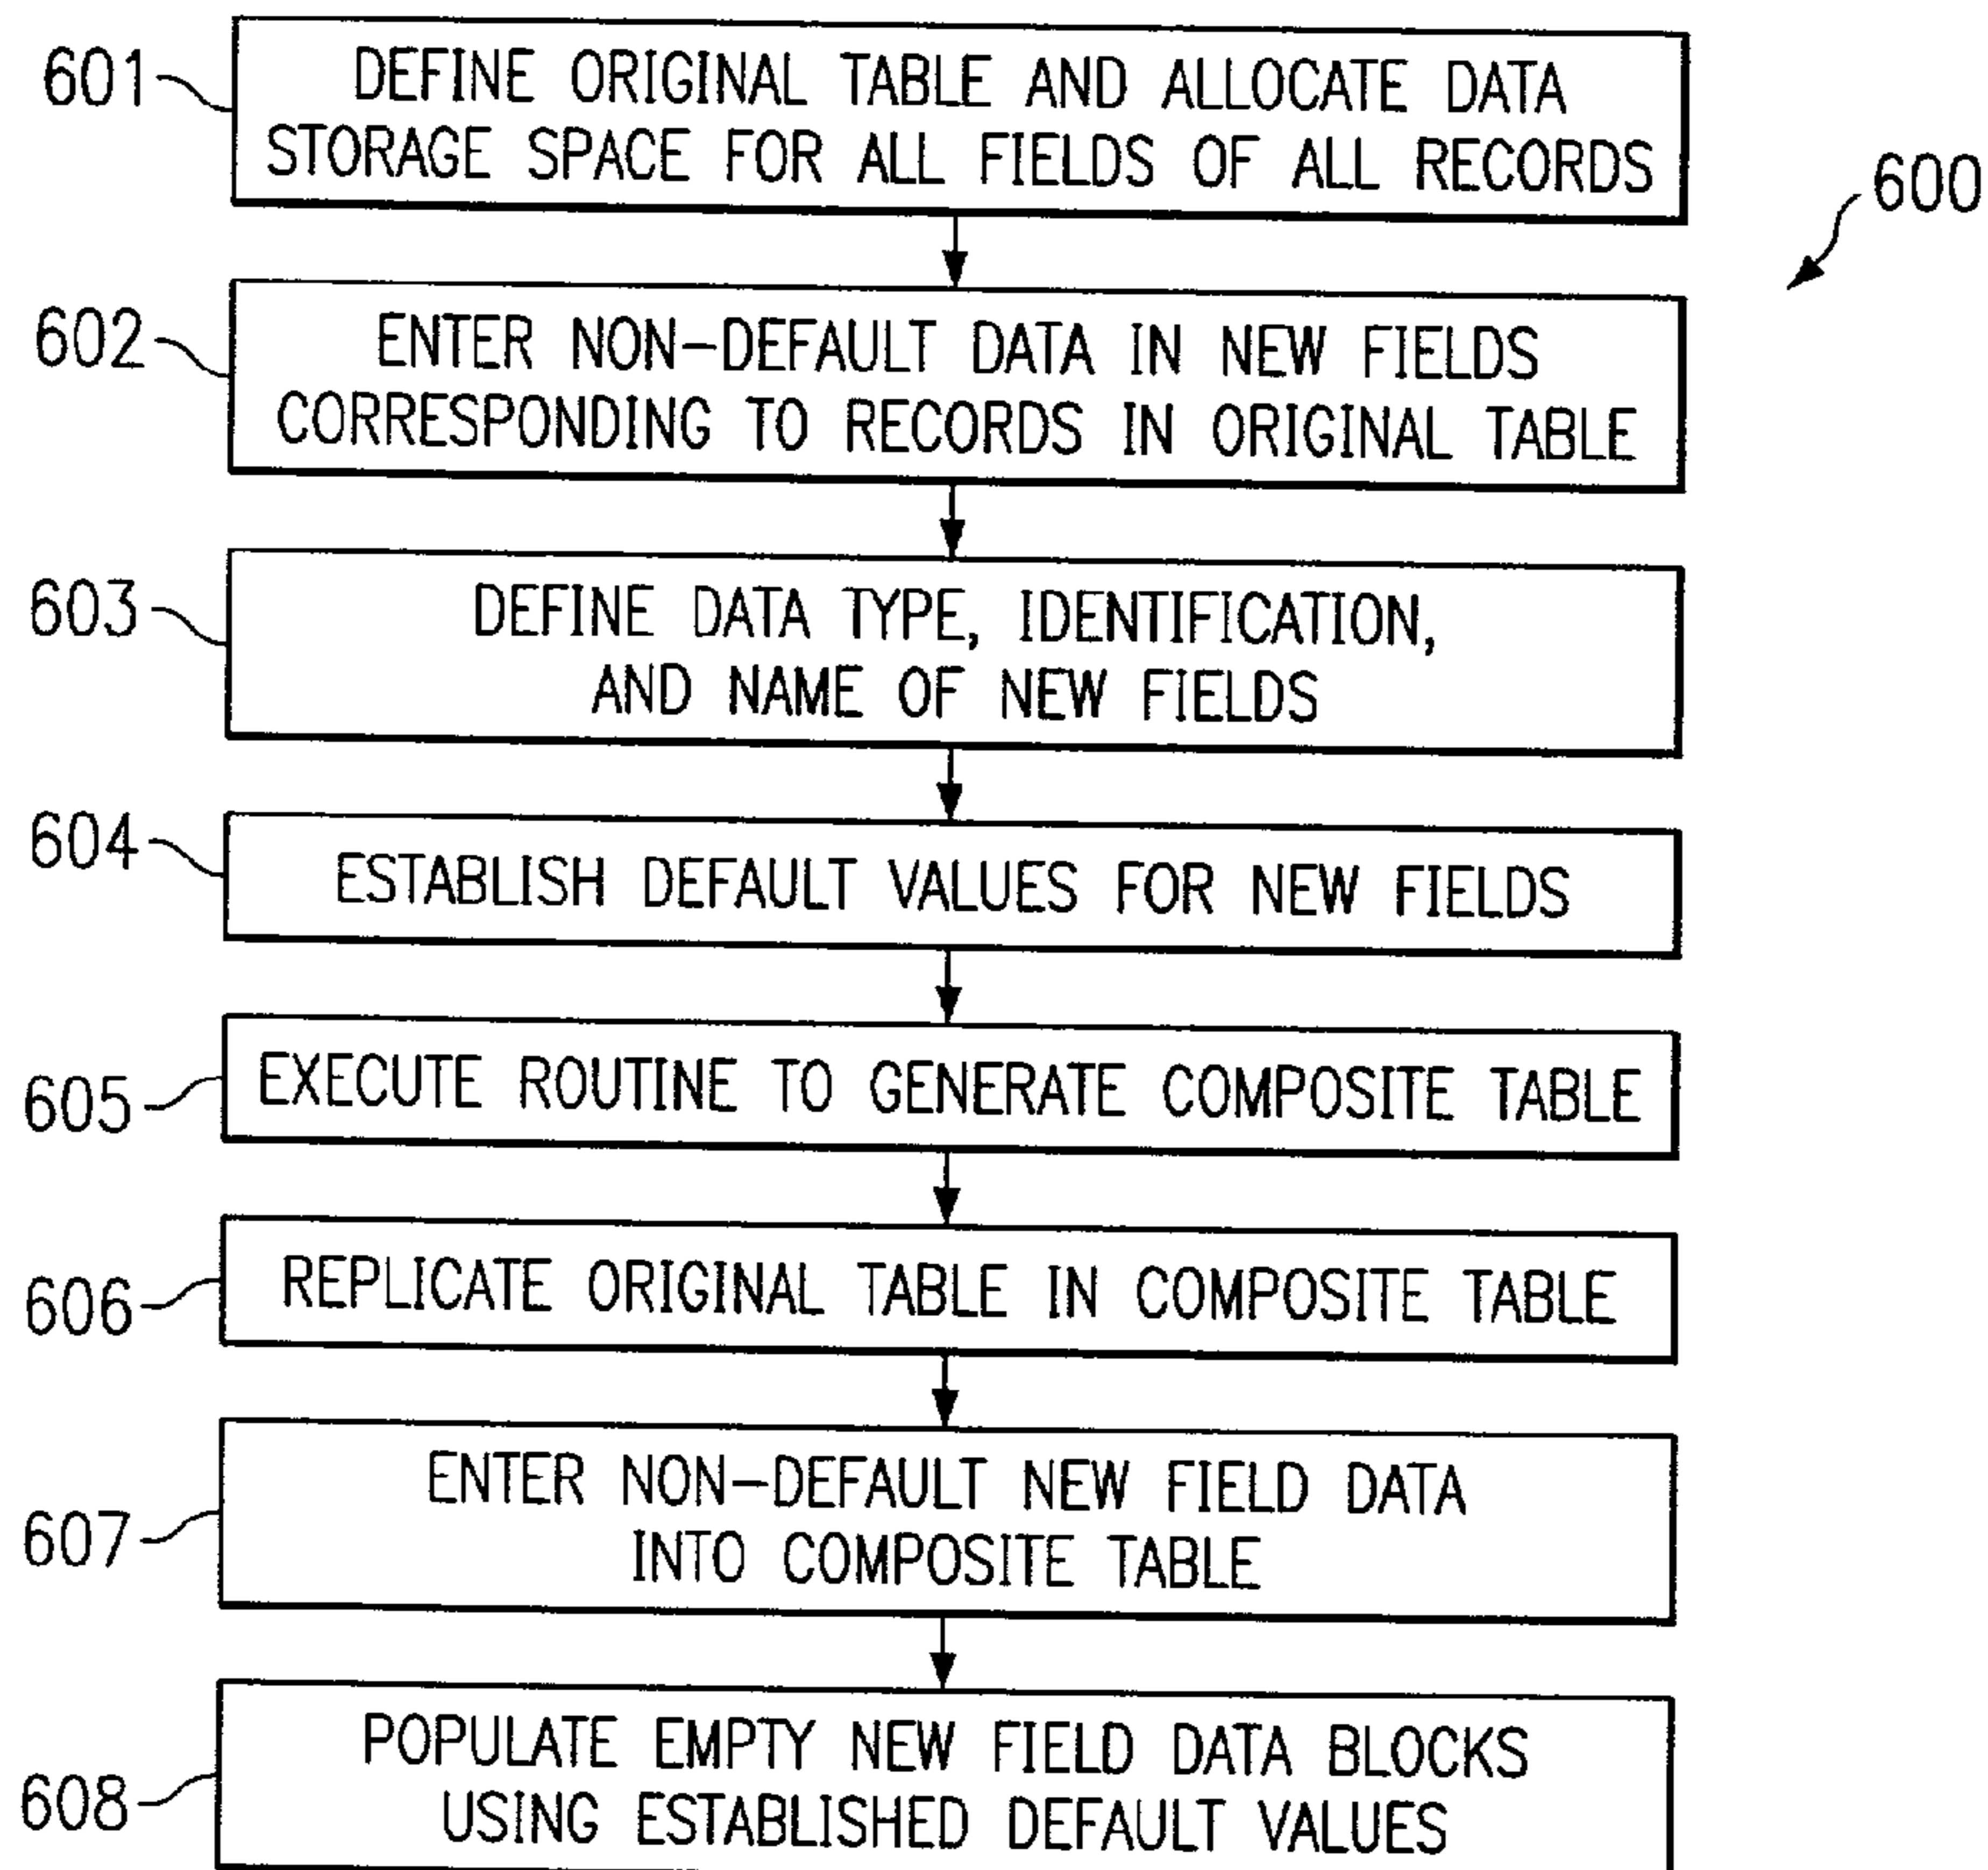 601
DEFINE ORIGINAL TABLE AND ALLOCATE DATA
STORAGE SPACE FOR ALL FIELDS OF ALL RECORDS
600
602
ENTER NON-DEFAULT DATA IN NEW FIELDS
CORRESPONDING TO RECORDS IN ORIGINAL TABLE
603
DEFINE DATA TYPE, IDENTIFICATION,
AND NAME OF NEW FIELDS
604
ESTABLISH DEFAULT VALUES FOR NEW FIELDS
605
EXECUTE ROUTINE TO GENERATE COMPOSITE TABLE
606
REPLICATE ORIGINAL TABLE IN COMPOSITE TABLE
607
ENTER NON-DEFAULT NEW FIELD DATA
INTO COMPOSITE TABLE
608
POPULATE EMPTY NEW FIELD DATA BLOCKS
USING ESTABLISHED DEFAULT VALUES